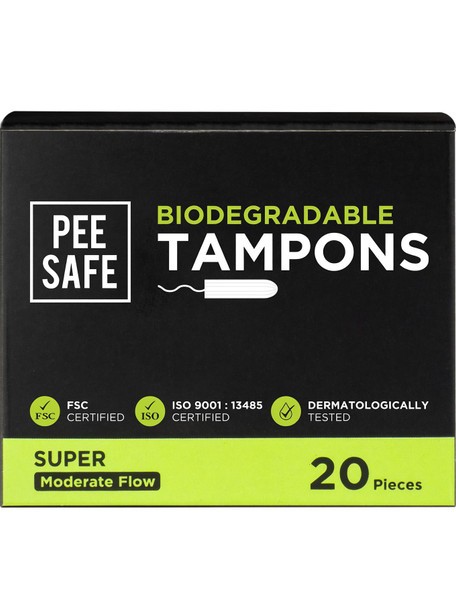 PEE
SAFE
BIODEGRADABLE
TAMPONS
FSC
FSC
CERTIFIED
ISO
ISO 9001 : 13485
CERTIFIED
DERMATOLOGICALLY
TESTED
SUPER
Moderate Flow
20 Pieces